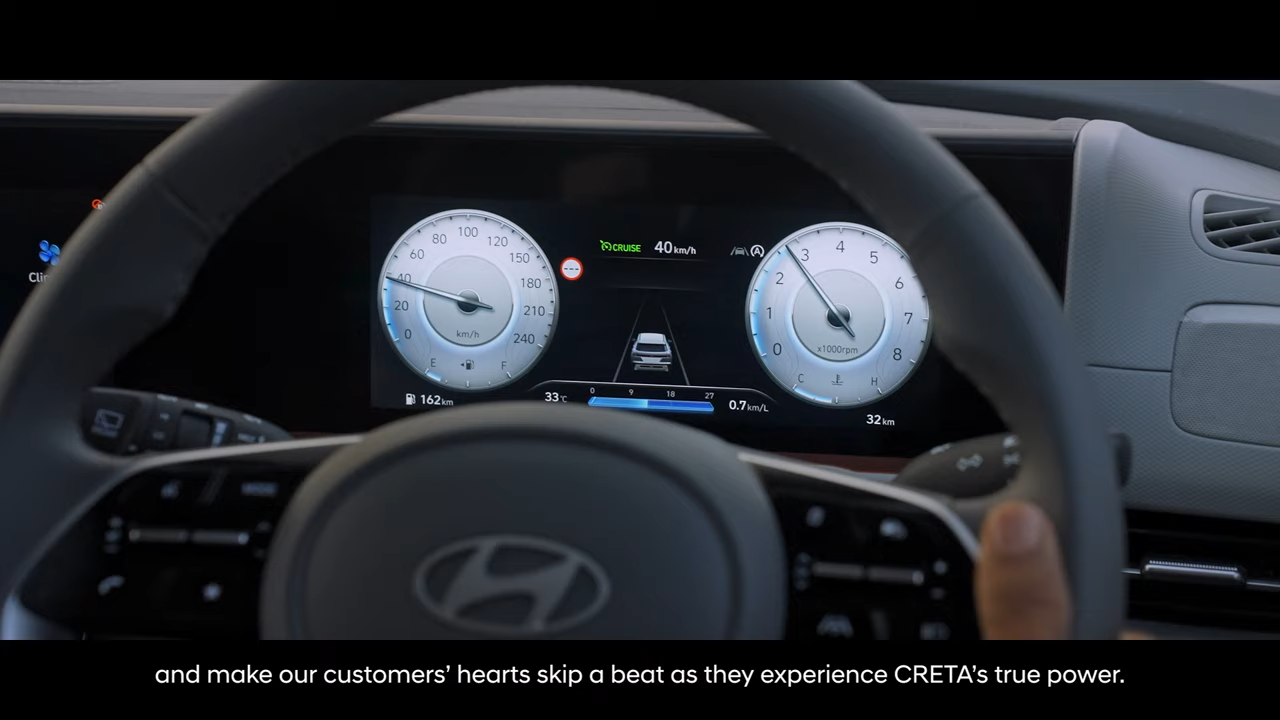 100
80
120
60
150
40
180
20
210
0
240
km/h
E
F
162km
CRUISE 40km/h
A
33°C
0 9 18 27
0.7km/L
4
3
5
2
6
1
7
0
8
x1000rpm
C
H
32km
MODE
and make our customers’ hearts skip a beat as they experience CRETA’s true power.